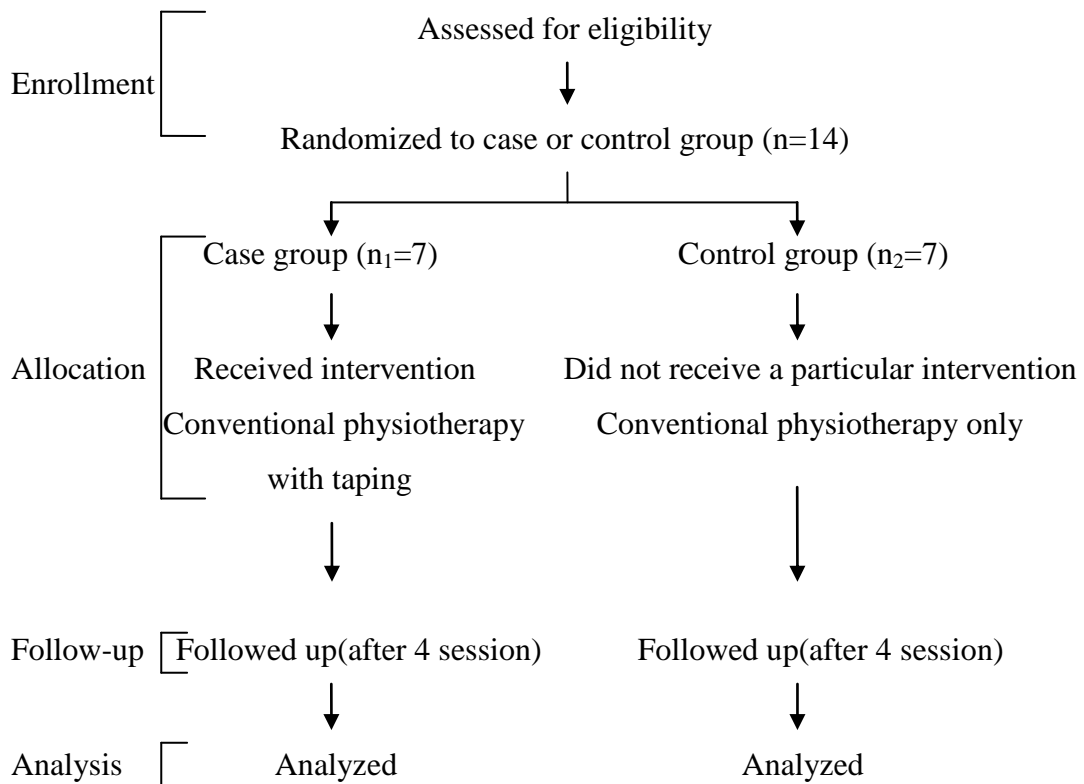 Assessed for eligibility
Enrollment
Randomized to case or control group (n=14)
Case group (n₁=7)
Control group (n₂=7)
Allocation
Received intervention
Conventional physiotherapy
with taping
Did not receive a particular intervention
Conventional physiotherapy only
Follow-up
Followed up(after 4 session)
Followed up(after 4 session)
Analysis
Analyzed
Analyzed